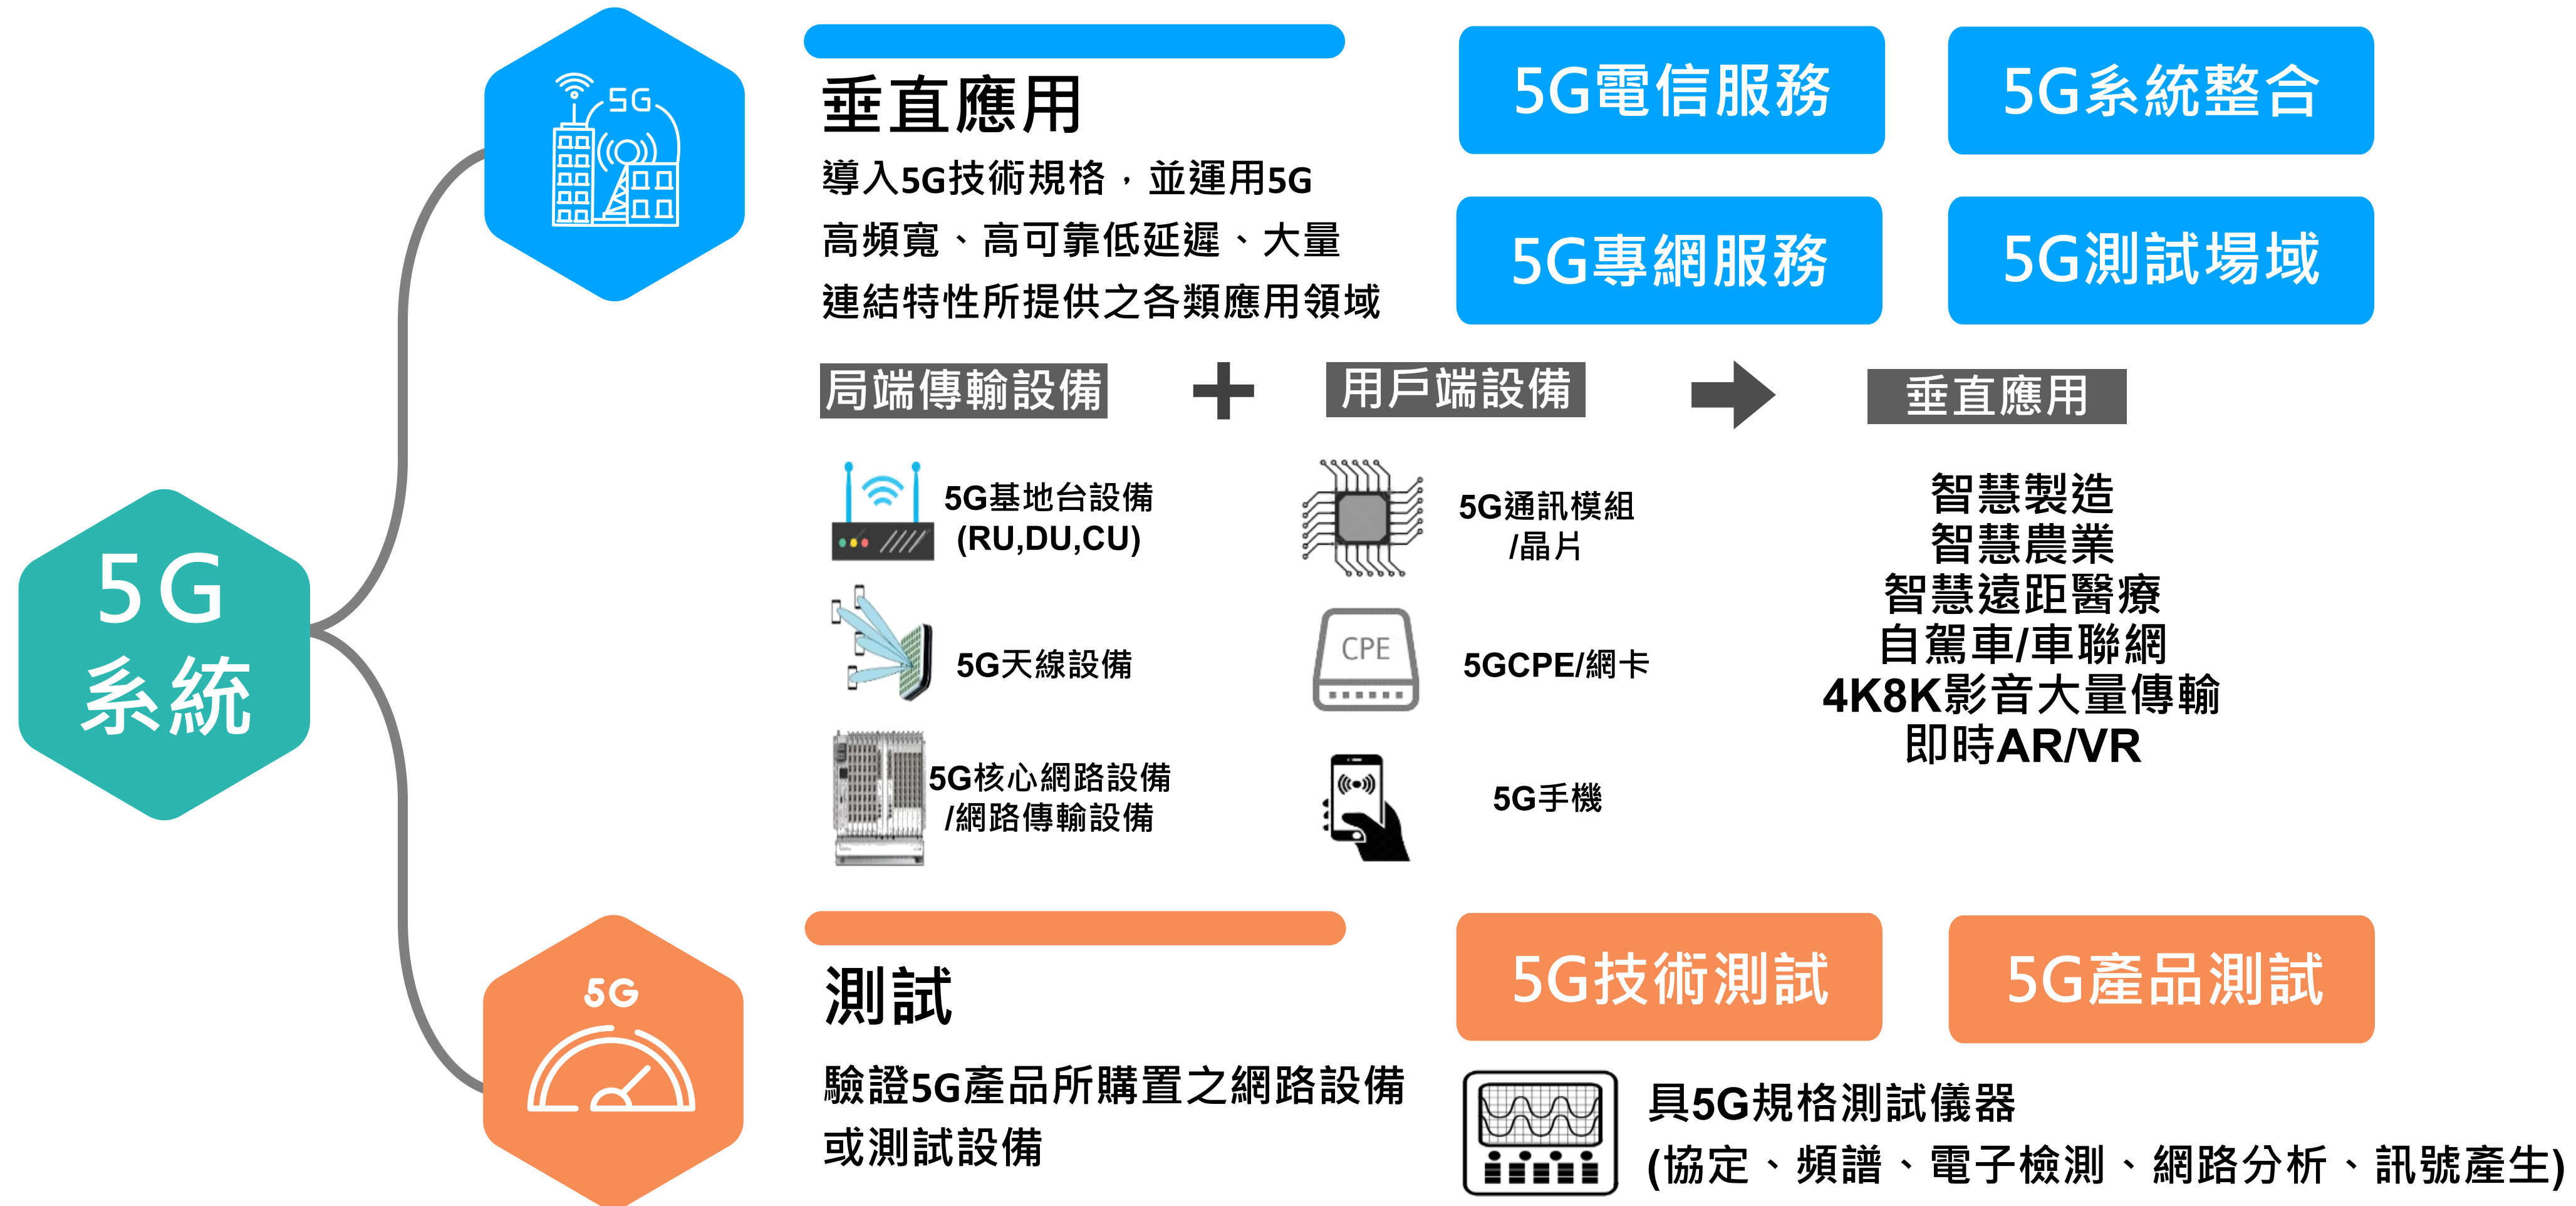 5G
系統
5G
垂直應用
導入5G技術規格，並運用5G
高頻寬、高可靠低延遲、大量
連結特性所提供之各類應用領域
5G電信服務
5G系統整合
5G專網服務
5G測試場域
局端傳輸設備
+
用戶端設備
垂直應用
5G基地台設備
(RU,DU,CU)
5G天線設備
5G核心網路設備
/網路傳輸設備
5G通訊模組
/晶片
CPE
5GCPE/網卡
5G手機
智慧製造
智慧農業
智慧遠距醫療
自駕車/車聯網
4K8K影音大量傳輸
即時AR/VR
5G
測試
驗證5G產品所購置之網路設備
或測試設備
5G技術測試
5G產品測試
具5G規格測試儀器
(協定、頻譜、電子檢測、網路分析、訊號產生)